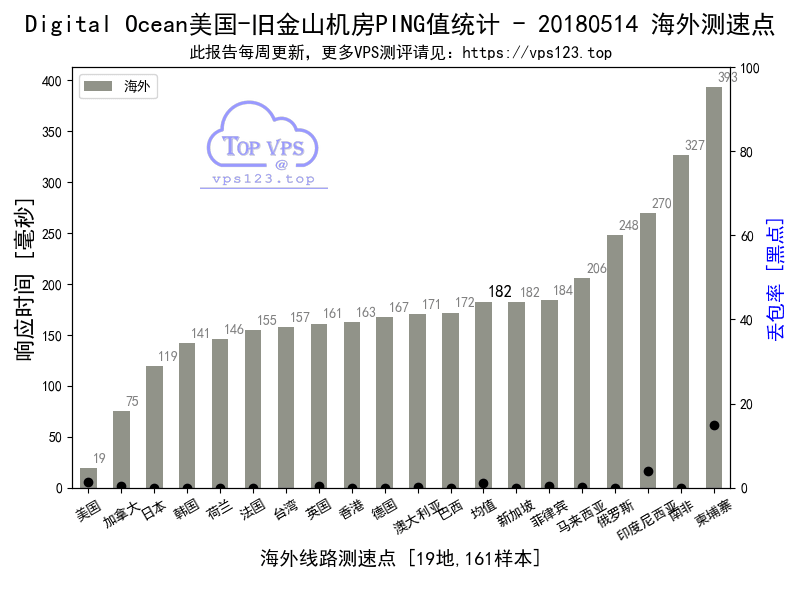 Digital Ocean美国-旧金山机房PING值统计 - 20180514 海外测速点
此报告每周更新，更多VPS测评请见：https://vps123.top
海外
TOP VPS
@
vps123.top
响应时间 [毫秒]
400
350
300
250
200
150
100
50
0
19
75
119
141
146
155
157
161
163
167
171
172
182
182
184
206
248
270
327
393
100
80
60
40
20
0
丢包率 [黑点]
美国
加拿大
日本
韩国
荷兰
法国
台湾
英国
香港
德国
澳大利亚
巴西
均值
新加坡
菲律宾
马来西亚
俄罗斯
印度尼西亚
南非
柬埔寨
海外线路测速点 [19地,161样本]